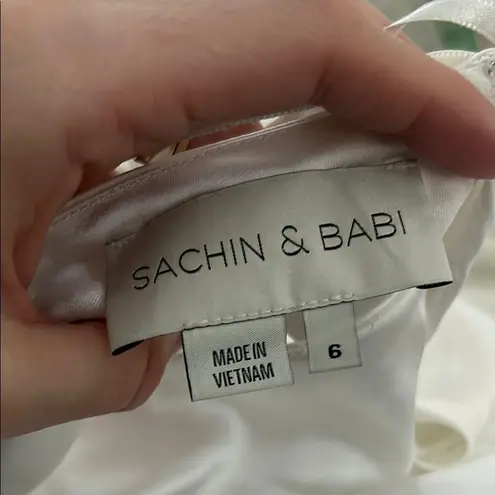 SACHIN & BABI
MADE IN
VIETNAM
6